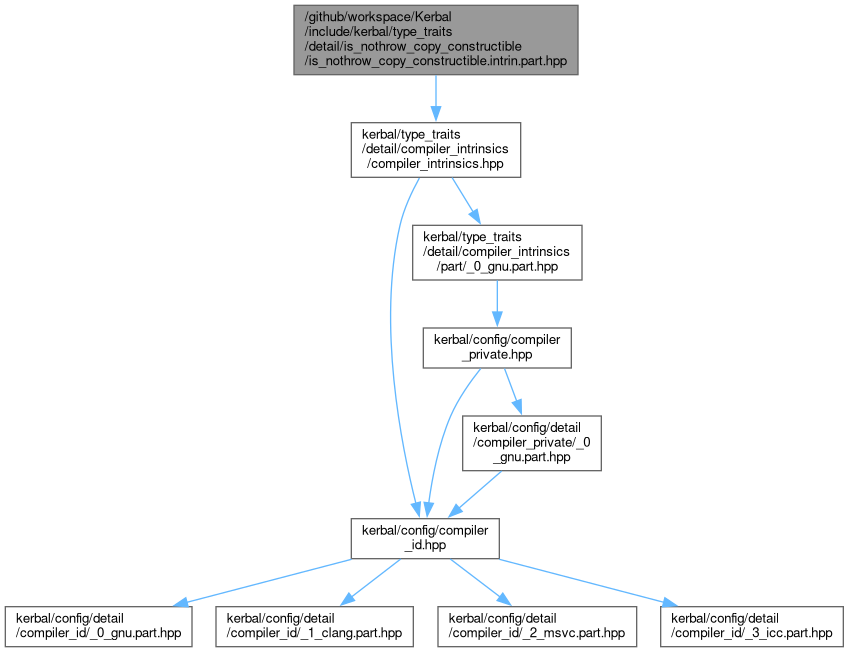 /github/workspace/Kerbal
/include/kerbal/type_traits
/detail/is_nothrow_copy_constructible
/is_nothrow_copy_constructible.intrin.part.hpp
kerbal/type_traits
/detail/compiler_intrinsics
/compiler_intrinsics.hpp
kerbal/type_traits
/detail/compiler_intrinsics
/part/_0_gnu.part.hpp
kerbal/config/compiler
_private.hpp
kerbal/config/detail
/compiler_private/_0
_gnu.part.hpp
kerbal/config/compiler
_id.hpp
kerbal/config/detail
/compiler_id/_0_gnu.part.hpp
kerbal/config/detail
/compiler_id/_1_clang.part.hpp
kerbal/config/detail
/compiler_id/_2_msvc.part.hpp
kerbal/config/detail
/compiler_id/_3_icc.part.hpp